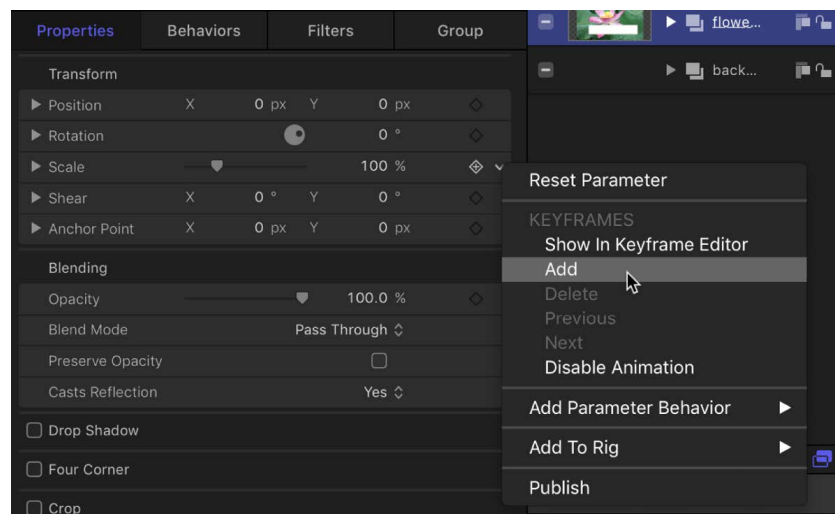 Properties Behaviors Filters Group
flowe...
back...
Transform
Position X 0 px Y 0 px
Rotation 0 °
Scale 100 %
Shear X 0 ° Y 0 °
Anchor Point X 0 px Y 0 px
Blending
Opacity 100.0 %
Blend Mode Pass Through
Preserve Opacity
Casts Reflection Yes
Drop Shadow
Four Corner
Crop
Reset Parameter
KEYFRAMES
Show In Keyframe Editor
Add
Delete
Previous
Next
Disable Animation
Add Parameter Behavior
Add To Rig
Publish